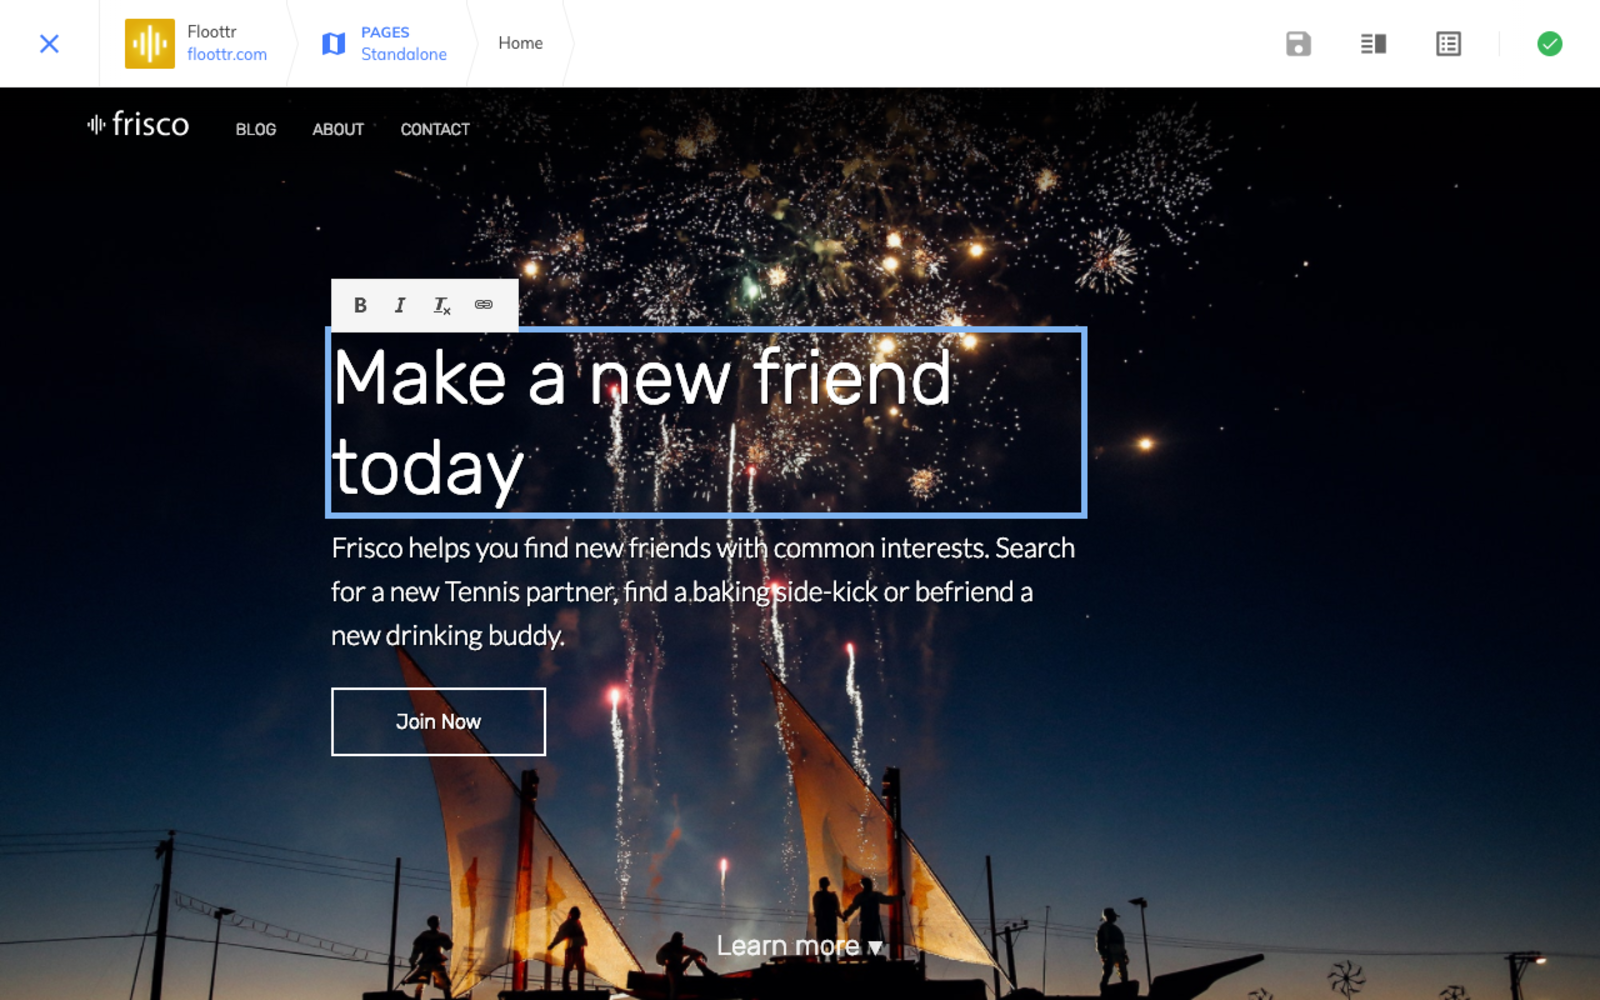 Floottr
floottr.com
PAGES
Standalone
Home
frisco
BLOG
ABOUT
CONTACT
B I Tx
Make a new friend
today
Frisco helps you find new friends with common interests. Search
for a new Tennis partner, find a baking side-kick or befriend a
new drinking buddy.
Join Now
Learn more ▾